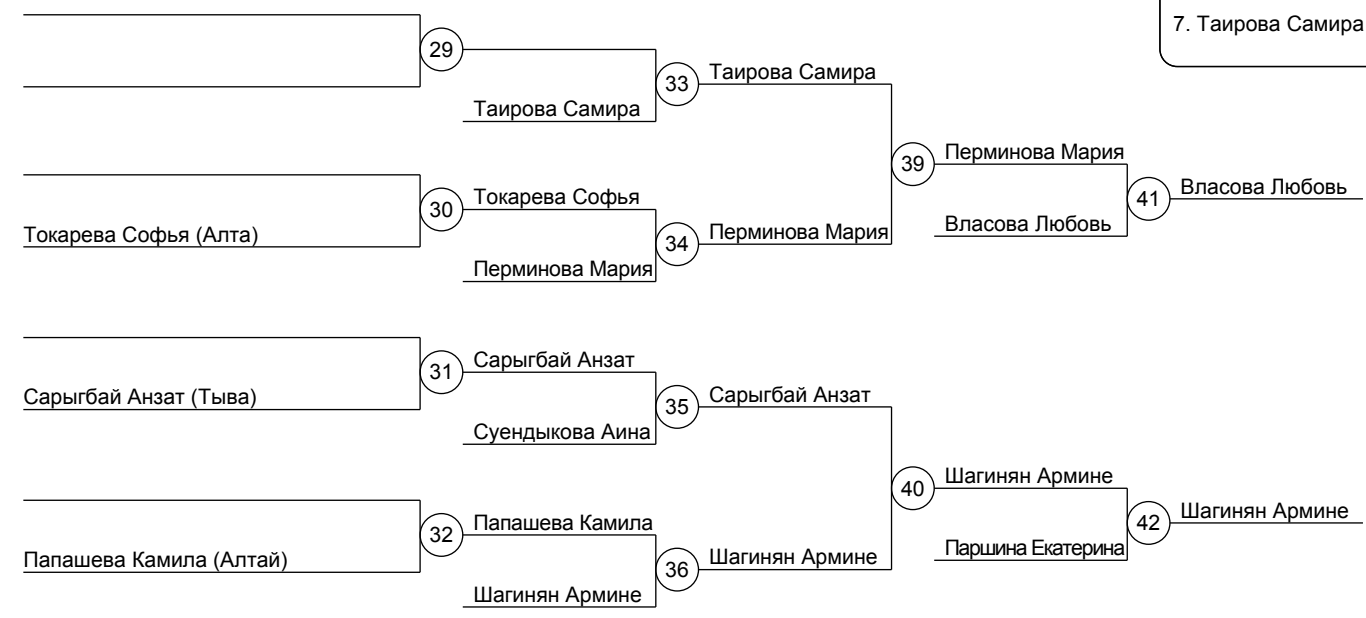 7. Таирова Самира
29
33
Таирова Самира
Таирова Самира
39
Перминова Мария
41
Власова Любовь
30
Токарева Софья
Токарева Софья (Алта)
34
Перминова Мария
Власова Любовь
Перминова Мария
31
Сарыгбай Анзат
Сарыгбай Анзат (Тыва)
35
Сарыгбай Анзат
Суендыкова Аина
40
Шагинян Армине
42
Шагинян Армине
32
Папашева Камила
Паршина Екатерина
Папашева Камила (Алтай)
36
Шагинян Армине
Шагинян Армине